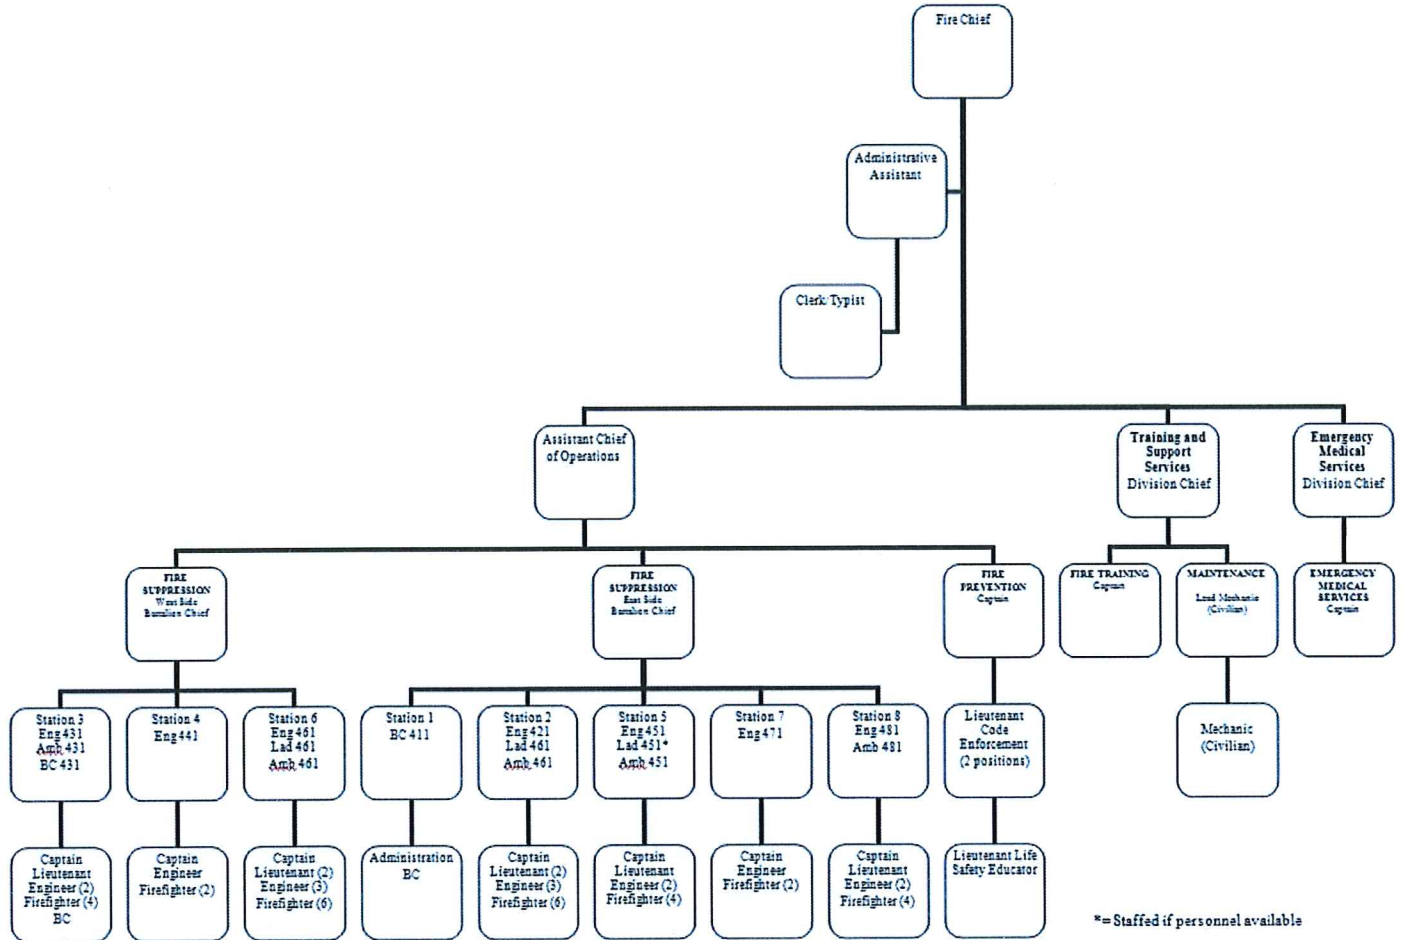 Fire Chief
Administrative
Assistant
Clerk/Typist
Assistant Chief
of Operations
Training and
Support
Services
Division Chief
Emergency
Medical
Services
Division Chief
FIRE
SUPPRESSION
West Side
Battalion Chief
FIRE
SUPPRESSION
East Side
Battalion Chief
FIRE
PREVENTION
Captain
FIRE TRAINING
Captain
MAINTENANCE
Lead Mechanic
(Civilian)
EMERGENCY
MEDICAL
SERVICES
Captain
Station 3
Eng 431
Amb 431
BC 431
Station 4
Eng 441
Station 6
Eng 461
Lad 461
Amb 461
Station 1
BC 411
Station 2
Eng 421
Lad 461
Amb 461
Station 5
Eng 451
Lad 451*
Amb 451
Station 7
Eng 471
Station 8
Eng 481
Amb 481
Lieutenant
Code
Enforcement
(2 positions)
Mechanic
(Civilian)
Captain
Lieutenant
Engineer (2)
Firefighter (4)
BC
Captain
Engineer
Firefighter (2)
Captain
Lieutenant (2)
Engineer (3)
Firefighter (6)
Administration
BC
Captain
Lieutenant (2)
Engineer (3)
Firefighter (6)
Captain
Lieutenant
Engineer (2)
Firefighter (4)
Captain
Engineer
Firefighter (2)
Captain
Lieutenant
Engineer (2)
Firefighter (4)
Lieutenant Life
Safety Educator
*= Staffed if personnel available